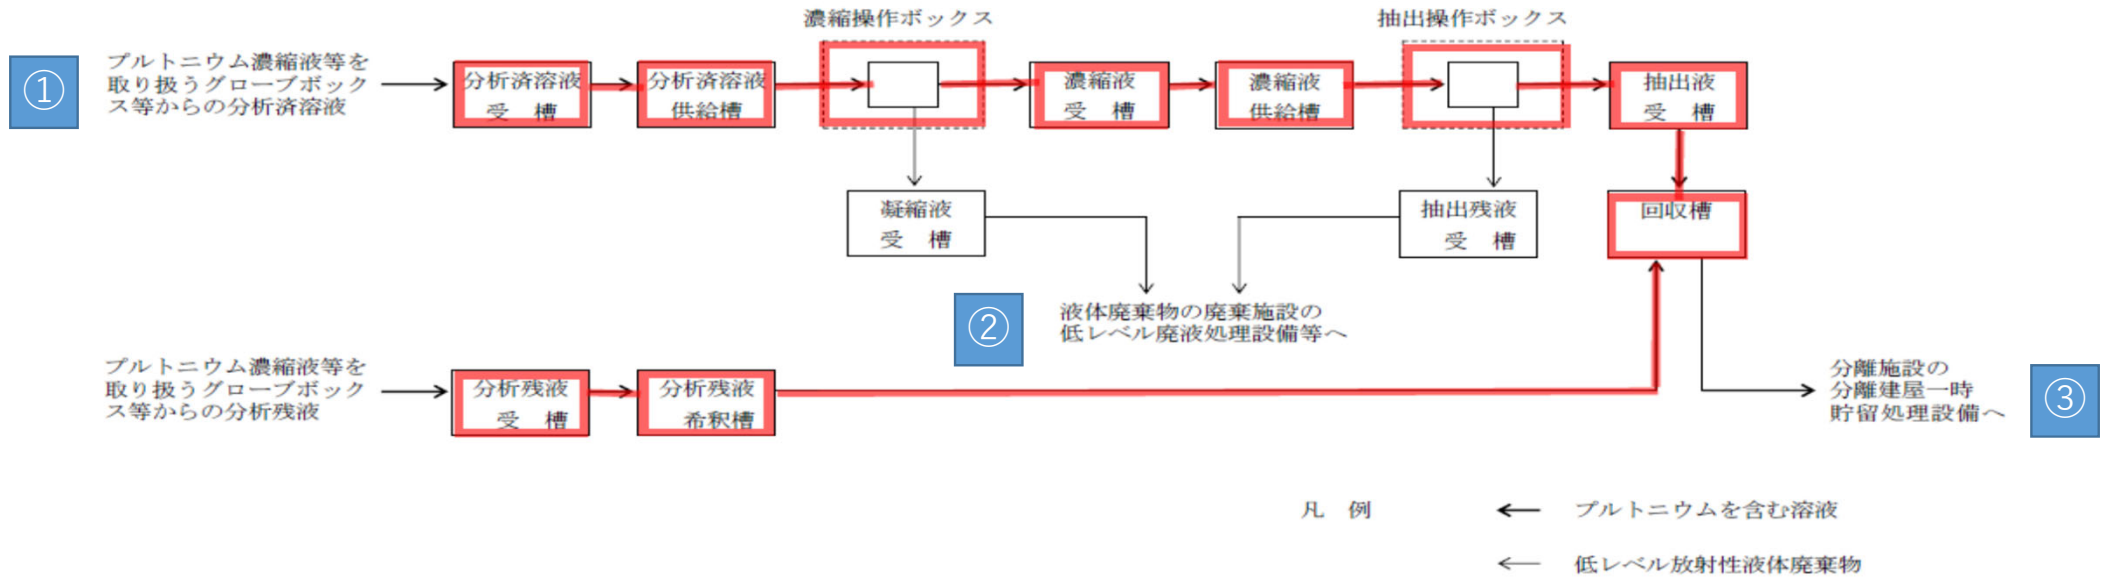 濃縮操作ボックス
抽出操作ボックス
①
プルトニウム濃縮液等を
取り扱うグローブボック
ス等からの分析済溶液
分析済溶液
受　槽
分析済溶液
供給槽
濃縮液
受　槽
濃縮液
供給槽
抽出液
受　槽
凝縮液
受　槽
抽出残液
受　槽
回収槽
②
液体廃棄物の廃棄施設の
低レベル廃液処理設備等へ
プルトニウム濃縮液等を
取り扱うグローブボック
ス等からの分析残液
分析残液
受　槽
分析残液
希釈槽
分離施設の
分離建屋一時
貯留処理設備へ
③
凡　例
プルトニウムを含む溶液
低レベル放射性液体廃棄物